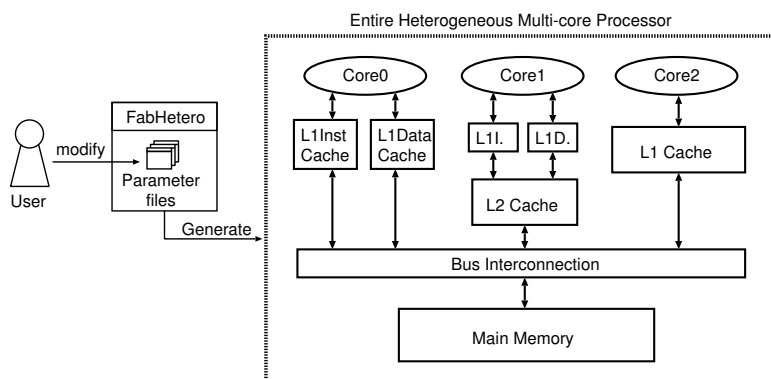 Entire Heterogeneous Multi-core Processor
Core0
Core1
Core2
FabHetero
modify
Parameter
files
User
Generate
L1Inst
Cache
L1Data
Cache
L1I.
L1D.
L1 Cache
L2 Cache
Bus Interconnection
Main Memory